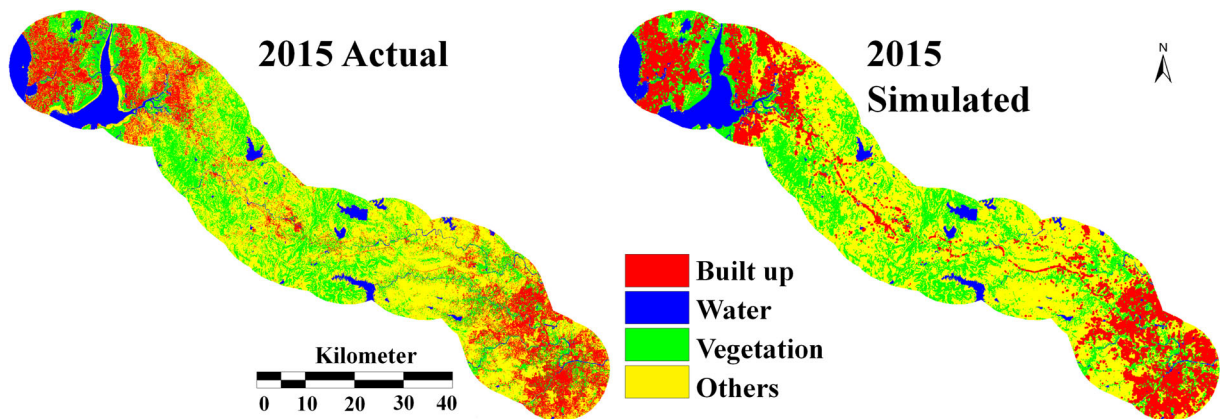 2015 Actual
2015
Simulated
N
Built up
Water
Vegetation
Others
Kilometer
0 10 20 30 40